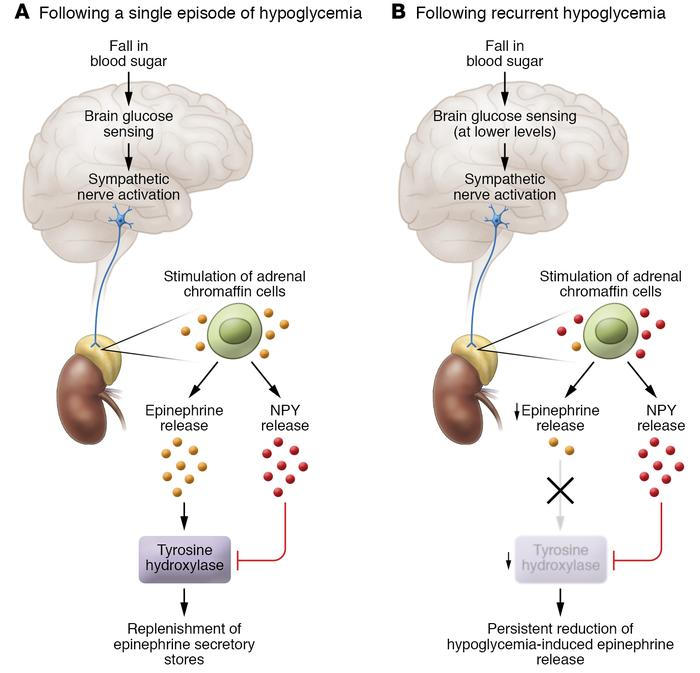 A Following a single episode of hypoglycemia
Fall in
blood sugar
Brain glucose
sensing
Sympathetic
nerve activation
Stimulation of adrenal
chromaffin cells
Epinephrine
release
NPY
release
Tyrosine
hydroxylase
Replenishment of
epinephrine secretory
stores
B Following recurrent hypoglycemia
Fall in
blood sugar
Brain glucose sensing
(at lower levels)
Sympathetic
nerve activation
Stimulation of adrenal
chromaffin cells
Epinephrine
release
NPY
release
Tyrosine
hydroxylase
Persistent reduction of
hypoglycemia-induced epinephrine
release